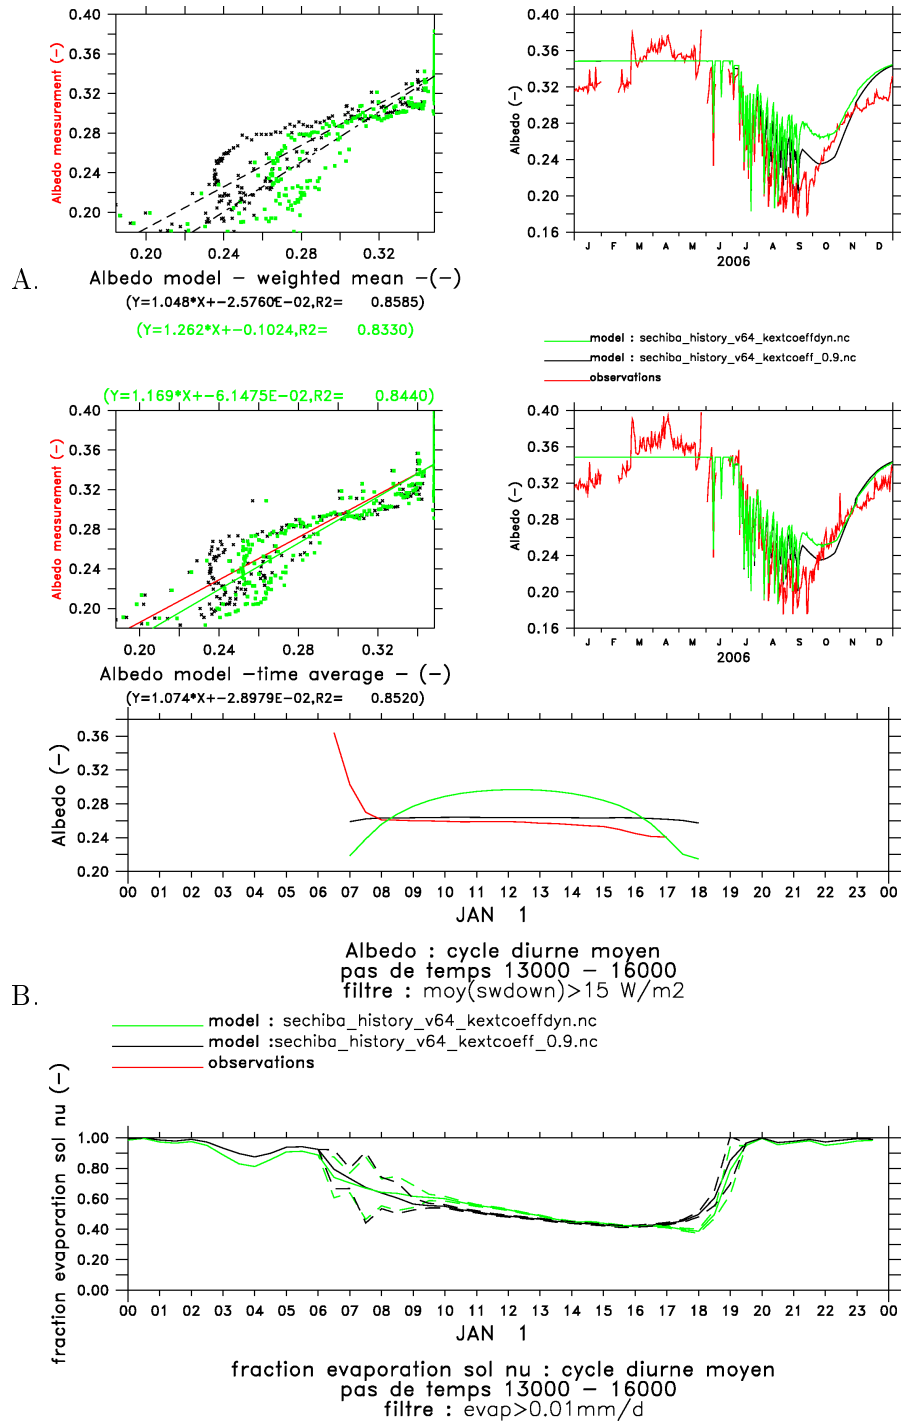 0.40
0.36
0.32
0.28
0.24
0.20
Albedo measurement (-)
0.20 0.24 0.28 0.32
Albedo model - weighted mean -(-)
(Y=1.048*X+-2.5760E-02,R2= 0.8585)
(Y=1.262*X+-0.1024,R2= 0.8330)
0.40
0.36
0.32
0.28
0.24
0.20
0.16
Albedo (-)
J F M A M J J A S O N D
2006
A.
model : sechiba_history_v64_kextcoeffdyn.nc
model : sechiba_history_v64_kextcoeff_0.9.nc
observations
(Y=1.169*X+-6.1475E-02,R2= 0.8440)
0.40
0.36
0.32
0.28
0.24
0.20
Albedo measurement (-)
0.20 0.24 0.28 0.32
Albedo model -time average - (-)
(Y=1.074*X+-2.8979E-02,R2= 0.8520)
0.40
0.36
0.32
0.28
0.24
0.20
0.16
Albedo (-)
J F M A M J J A S O N D
2006
0.36
0.32
0.28
0.24
0.20
Albedo (-)
00 01 02 03 04 05 06 07 08 09 10 11 12 13 14 15 16 17 18 19 20 21 22 23 00
JAN 1
Albedo : cycle diurne moyen
pas de temps 13000 - 16000
filtre : moy(swdown)>15 W/m2
B.
model : sechiba_history_v64_kextcoeffdyn.nc
model :sechiba_history_v64_kextcoeff_0.9.nc
observations
fraction evaporation sol nu (-)
1.00
0.80
0.60
0.40
0.20
0.00
00 01 02 03 04 05 06 07 08 09 10 11 12 13 14 15 16 17 18 19 20 21 22 23 00
JAN 1
fraction evaporation sol nu : cycle diurne moyen
pas de temps 13000 - 16000
filtre : evap>0.01mm/d